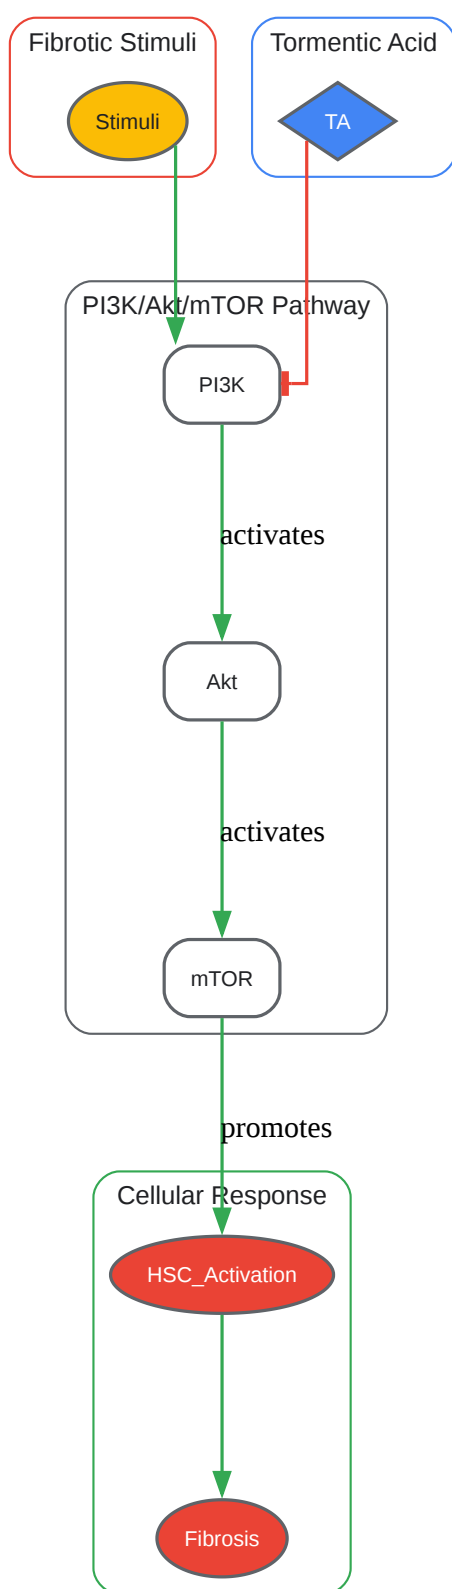 Fibrotic Stimuli
Tormentic Acid
Stimuli
TA
PI3K/Akt/mTOR Pathway
PI3K
activates
Akt
activates
mTOR
promotes
Cellular Response
HSC_Activation
Fibrosis